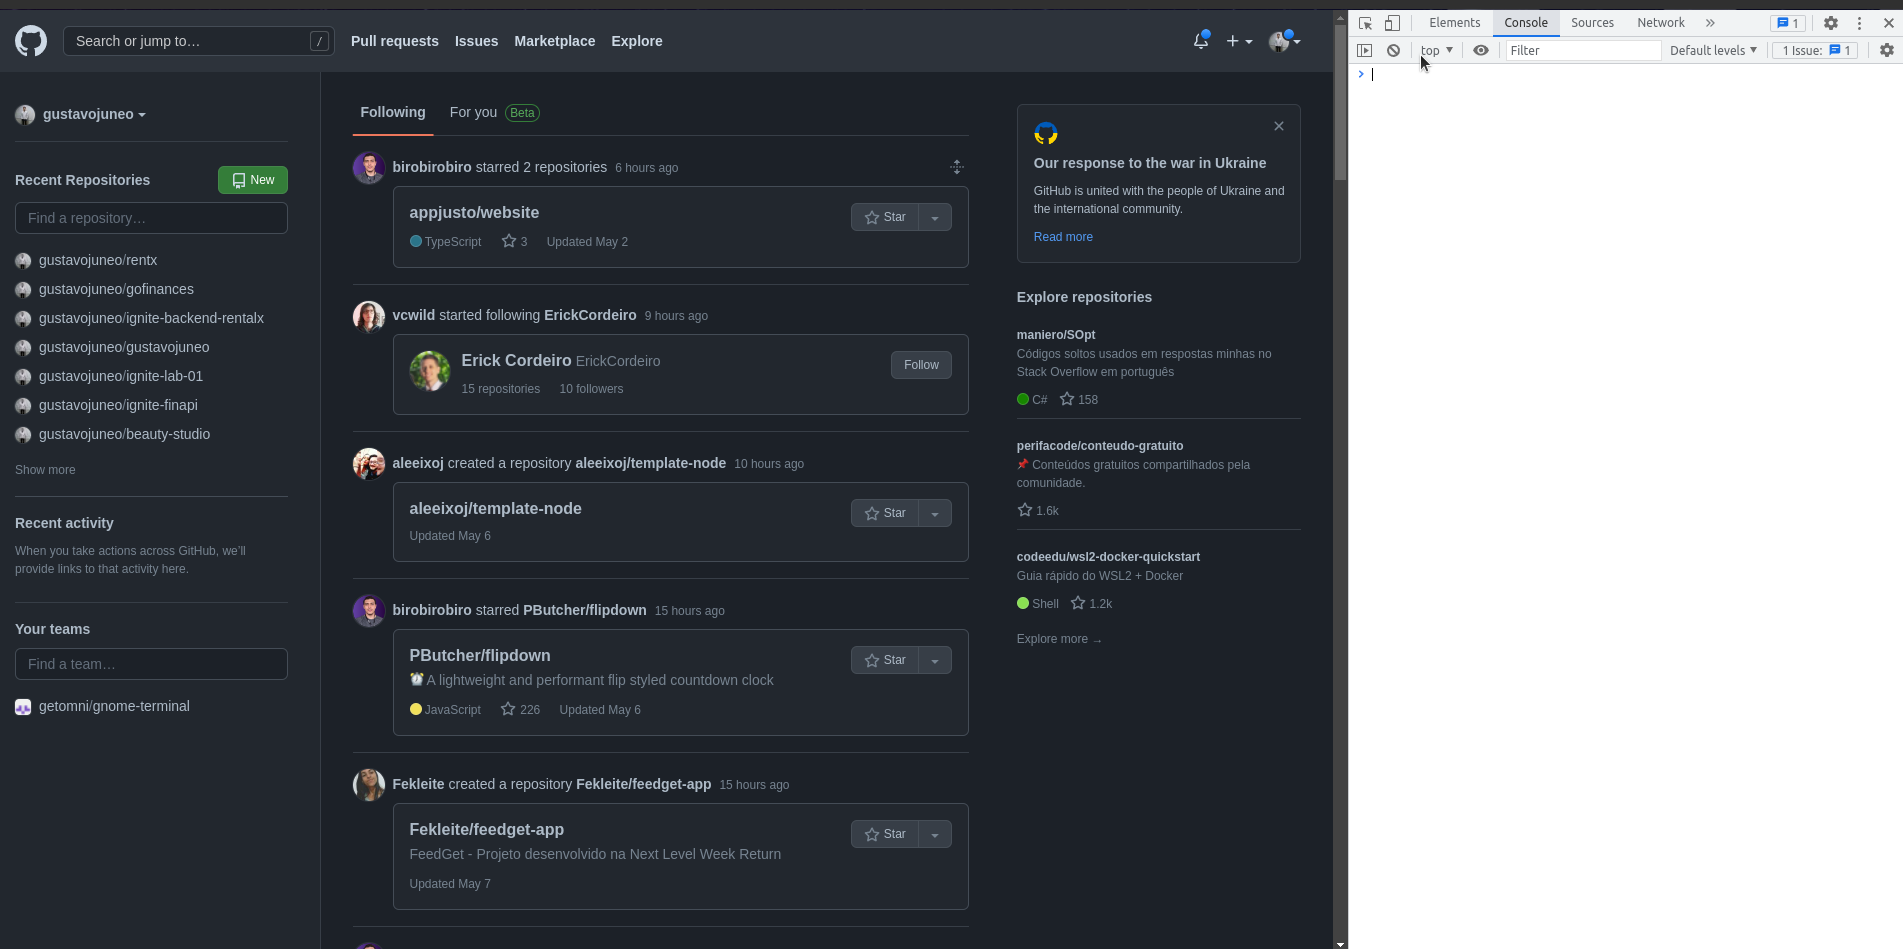 Search or jump to…
/
Pull requests
Issues
Marketplace
Explore
gustavojuneo
Recent Repositories
New
Find a repository…
gustavojuneo/rentx
gustavojuneo/gofinances
gustavojuneo/ignite-backend-rentalx
gustavojuneo/gustavojuneo
gustavojuneo/ignite-lab-01
gustavojuneo/ignite-finapi
gustavojuneo/beauty-studio
Show more
Recent activity
When you take actions across GitHub, we'll
provide links to that activity here.
Your teams
Find a team…
getomni/gnome-terminal
Following
For you Beta
birobirobiro starred 2 repositories 6 hours ago
appjusto/website
Star
TypeScript 3 Updated May 2
vcwild started following ErickCordeiro 9 hours ago
Erick Cordeiro ErickCordeiro
Follow
15 repositories 10 followers
aleeixoj created a repository aleeixoj/template-node 10 hours ago
aleeixoj/template-node
Star
Updated May 6
birobirobiro starred PButcher/flipdown 15 hours ago
PButcher/flipdown
Star
⏰ A lightweight and performant flip styled countdown clock
JavaScript 226 Updated May 6
Fekleite created a repository Fekleite/feedget-app 15 hours ago
Fekleite/feedget-app
Star
FeedGet - Projeto desenvolvido na Next Level Week Return
Updated May 7
Our response to the war in Ukraine
GitHub is united with the people of Ukraine and
the international community.
Read more
Explore repositories
maniero/SOpt
Códigos soltos usados em respostas minhas no
Stack Overflow em português
C# 158
perifacode/conteudo-gratuito
📌 Conteúdos gratuitos compartilhados pela
comunidade.
1.6k
codeedu/wsl2-docker-quickstart
Guia rápido do WSL2 + Docker
Shell 1.2k
Explore more →
Elements Console Sources Network » 1
top Filter Default levels 1 Issue: 1